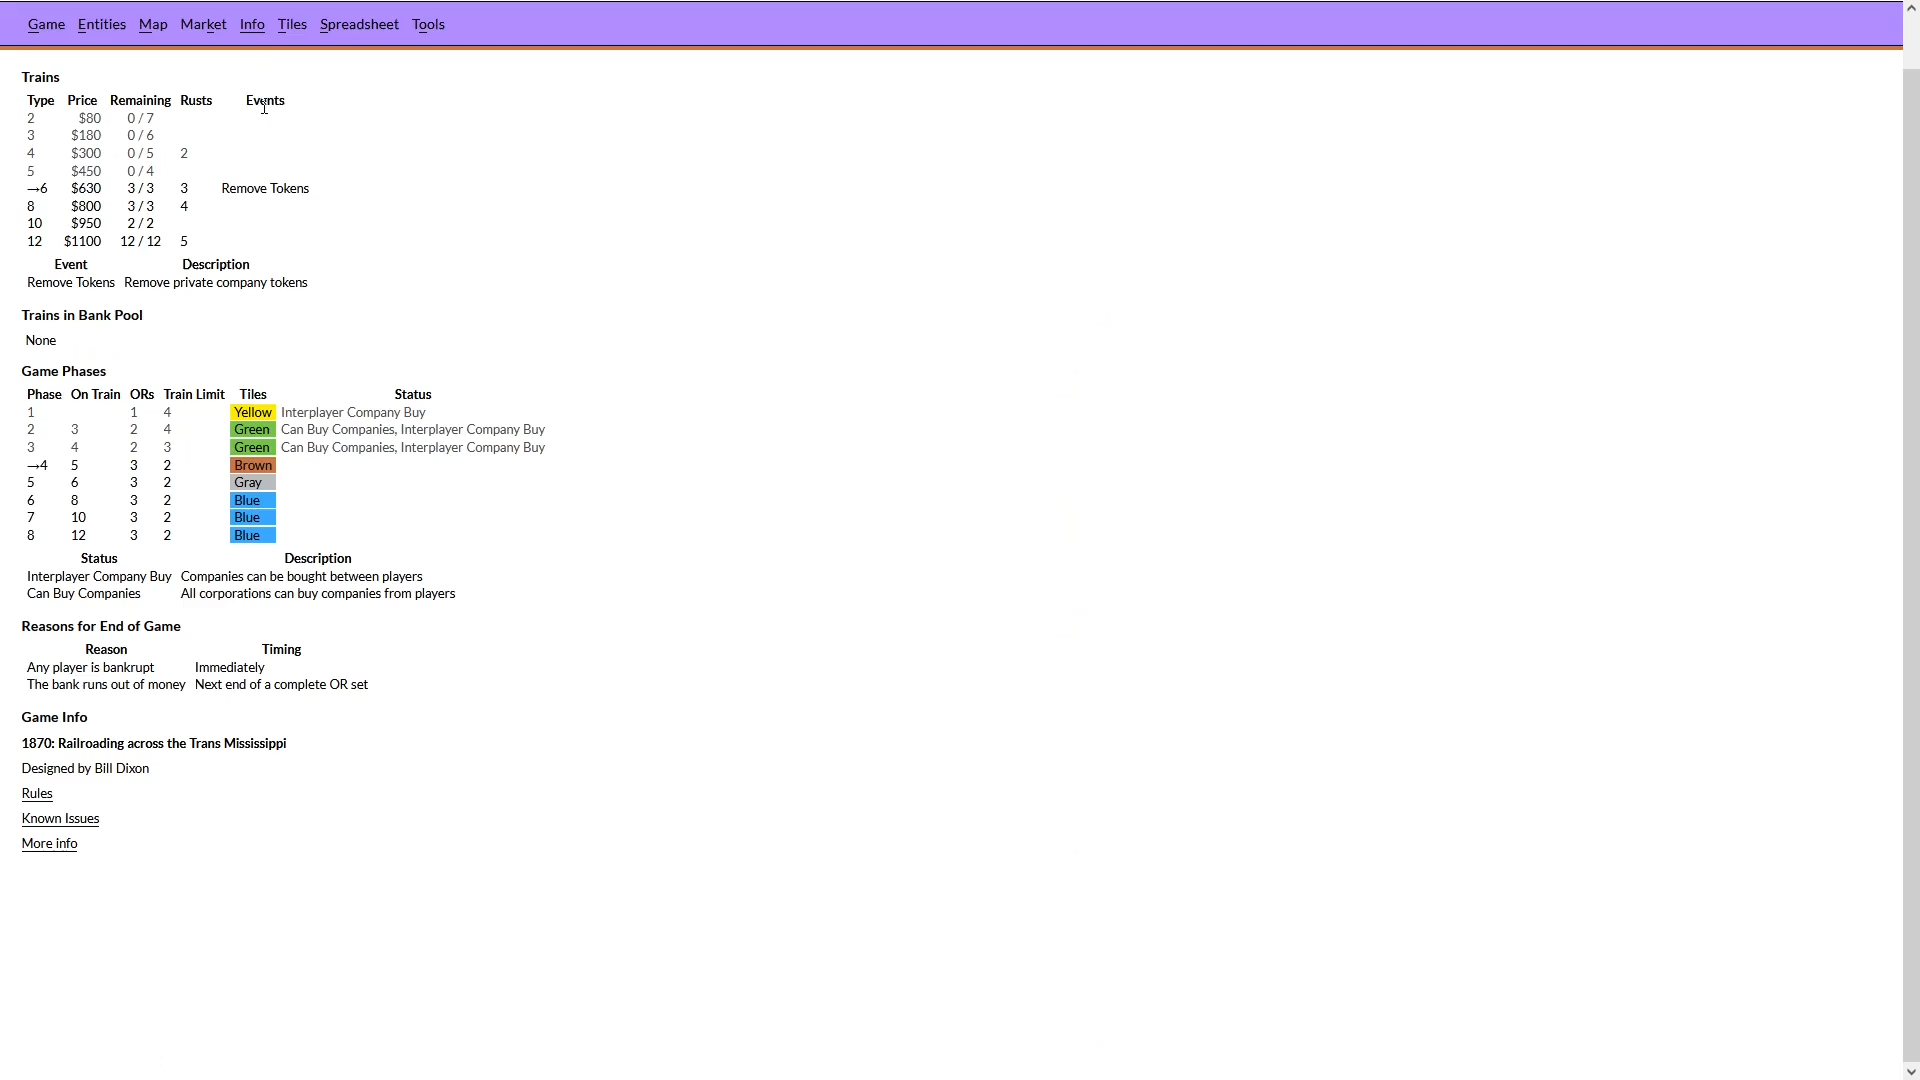 Game Entities Map Market Info Tiles Spreadsheet Tools
Trains
Type Price Remaining Rusts Events
2 $80 0 / 7
3 $180 0 / 6
4 $300 0 / 5 2
5 $450 0 / 4
→6 $630 3 / 3 3 Remove Tokens
8 $800 3 / 3 4
10 $950 2 / 2
12 $1100 12 / 12 5
Event Description
Remove Tokens Remove private company tokens
Trains in Bank Pool
None
Game Phases
Phase On Train ORs Train Limit Tiles Status
1 1 4 Yellow Interplayer Company Buy
2 3 2 4 Green Can Buy Companies, Interplayer Company Buy
3 4 2 3 Green Can Buy Companies, Interplayer Company Buy
→4 5 3 2 Brown
5 6 3 2 Gray
6 8 3 2 Blue
7 10 3 2 Blue
8 12 3 2 Blue
Status Description
Interplayer Company Buy Companies can be bought between players
Can Buy Companies All corporations can buy companies from players
Reasons for End of Game
Reason Timing
Any player is bankrupt Immediately
The bank runs out of money Next end of a complete OR set
Game Info
1870: Railroading across the Trans Mississippi
Designed by Bill Dixon
Rules
Known Issues
More info